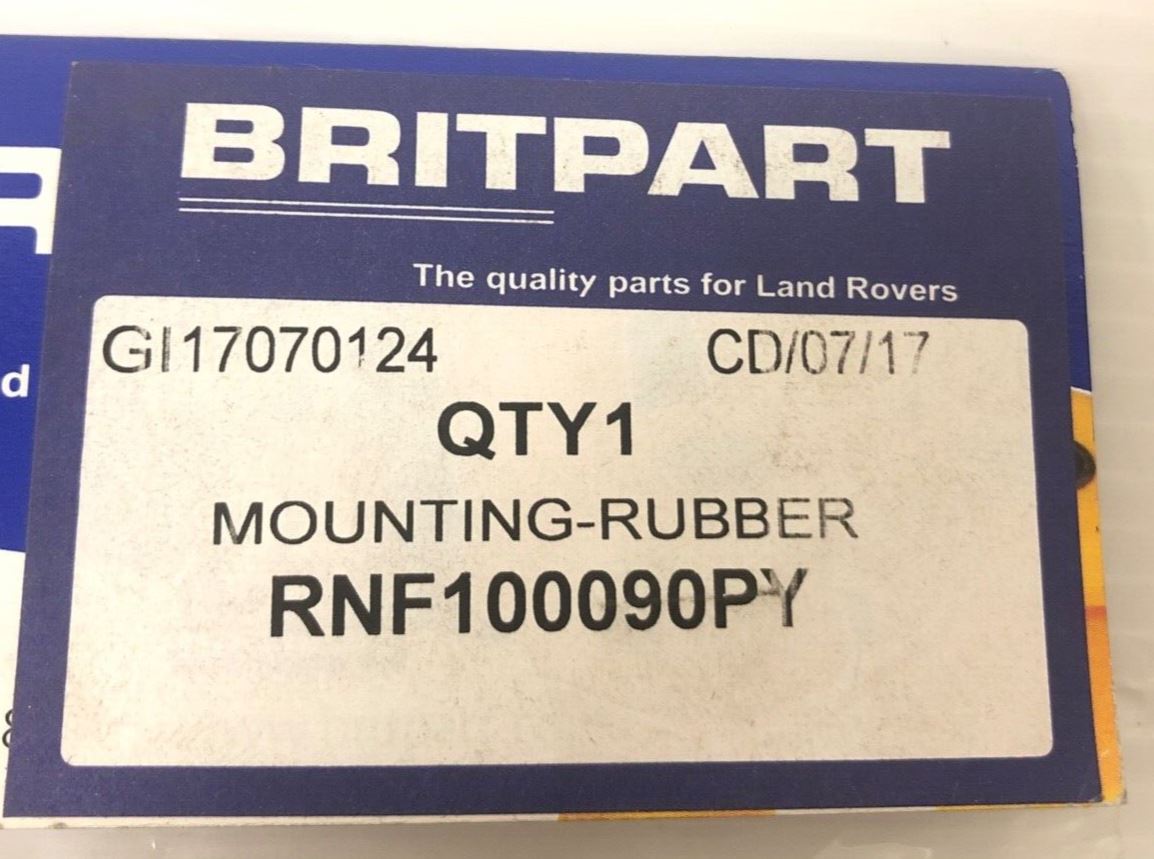 BRITPART
The quality parts for Land Rovers
GI17070124 CD/07/17
QTY1
MOUNTING-RUBBER
RNF100090PY
d